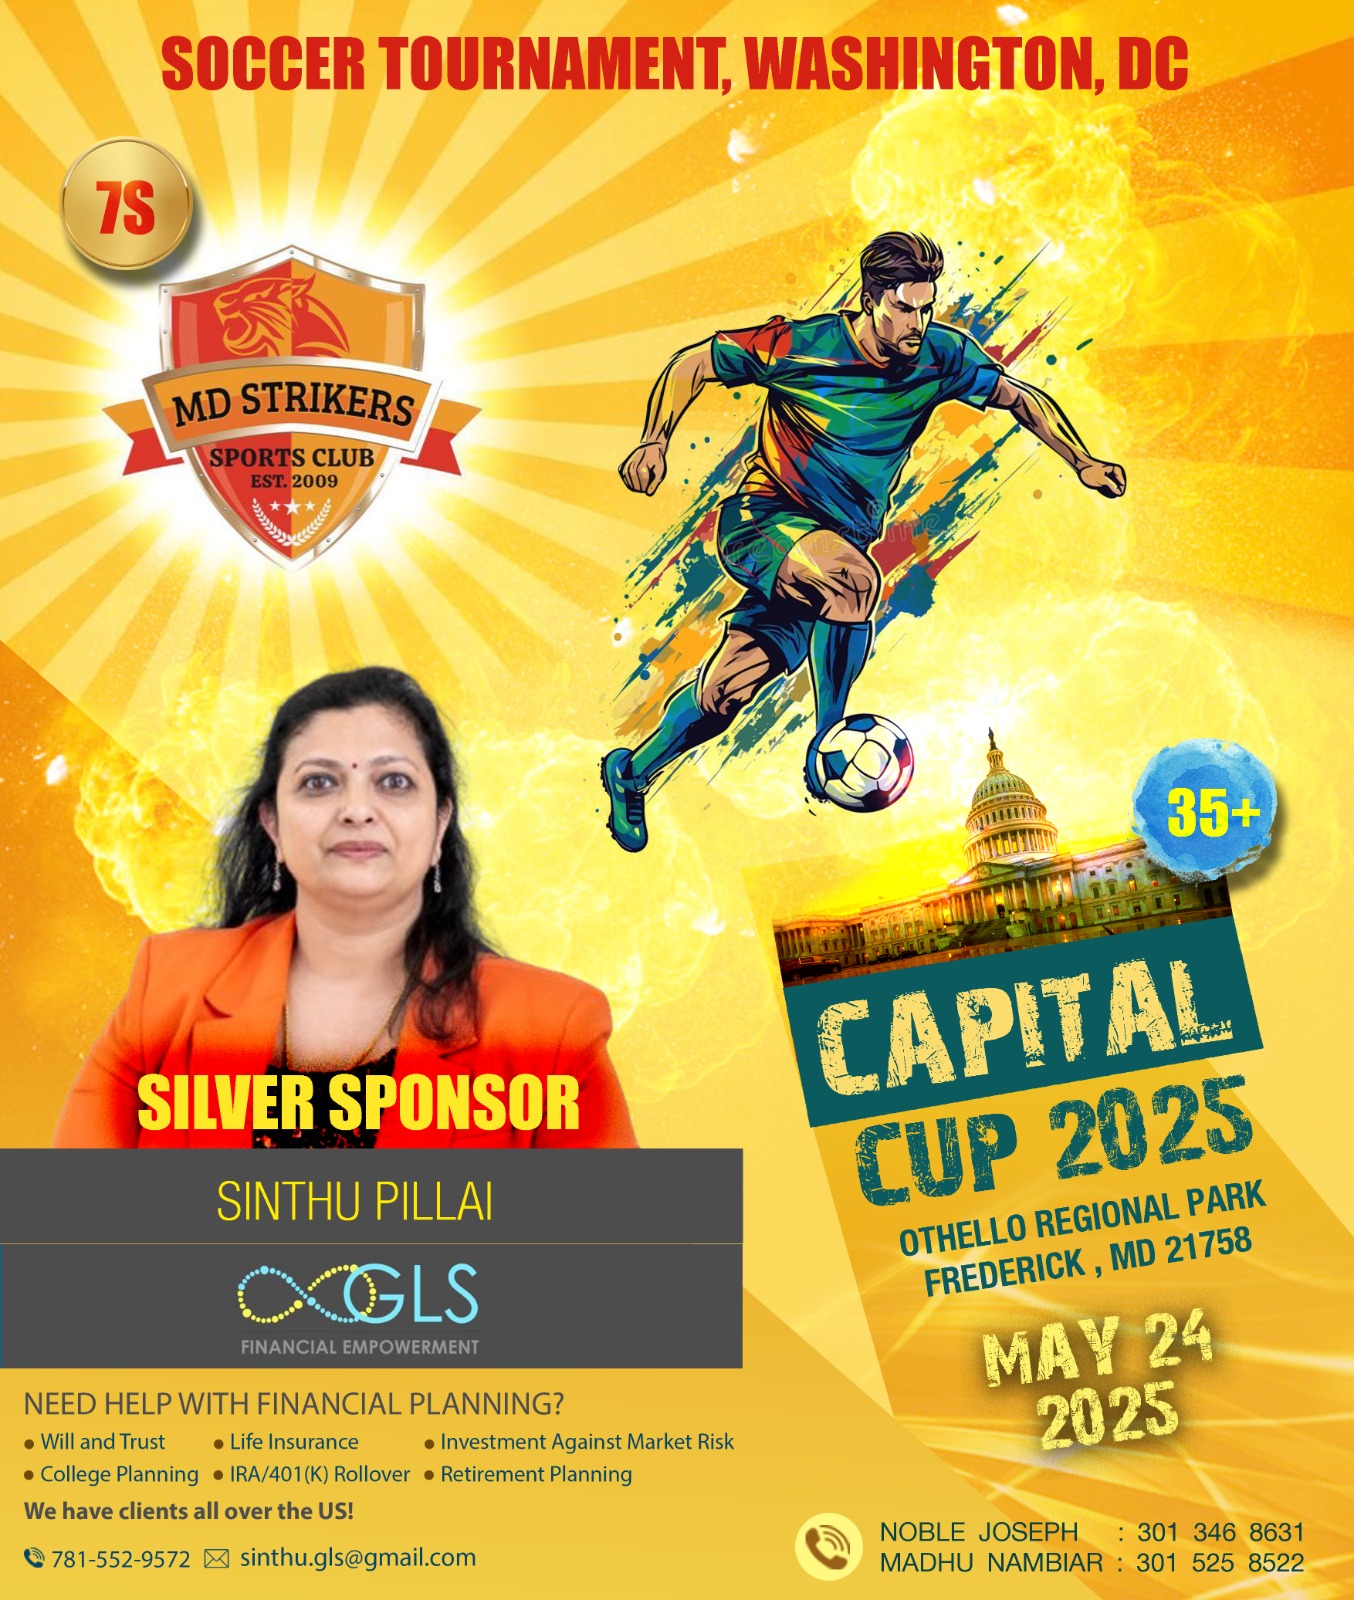 SOCCER TOURNAMENT, WASHINGTON, DC
7S
MD STRIKERS
SPORTS CLUB
EST. 2009
35+
CAPITAL
CUP 2025
OTHELLO REGIONAL PARK
FREDERICK , MD 21758
MAY 24
2025
SILVER SPONSOR
SINTHU PILLAI
GLS
FINANCIAL EMPOWERMENT
NEED HELP WITH FINANCIAL PLANNING?
• Will and Trust • Life Insurance • Investment Against Market Risk
• College Planning • IRA/401(K) Rollover • Retirement Planning
We have clients all over the US!
781-552-9572 sinthu.gls@gmail.com
NOBLE JOSEPH : 301 346 8631
MADHU NAMBIAR : 301 525 8522